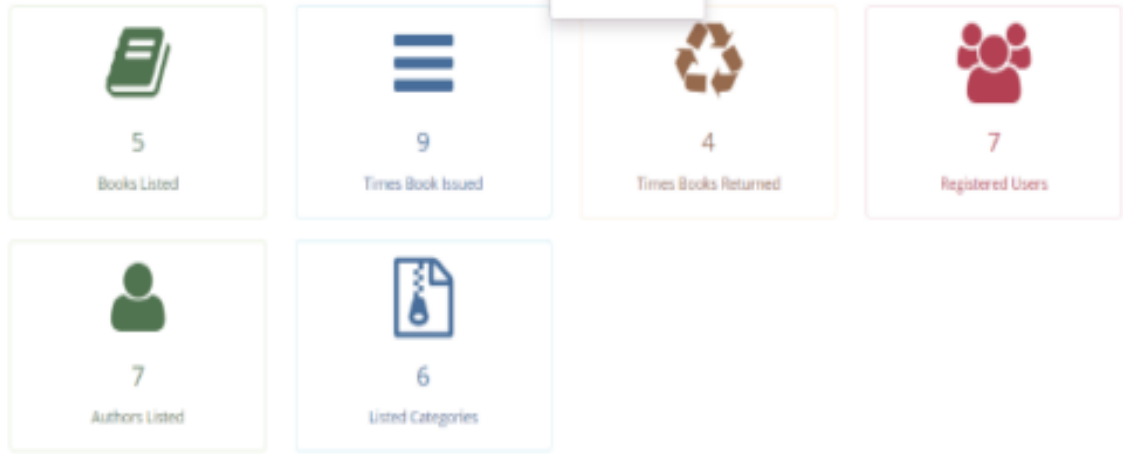 5
Books Listed
9
Times Book Issued
4
Times Books Returned
7
Registered Users
7
Authors Listed
6
Listed Categories